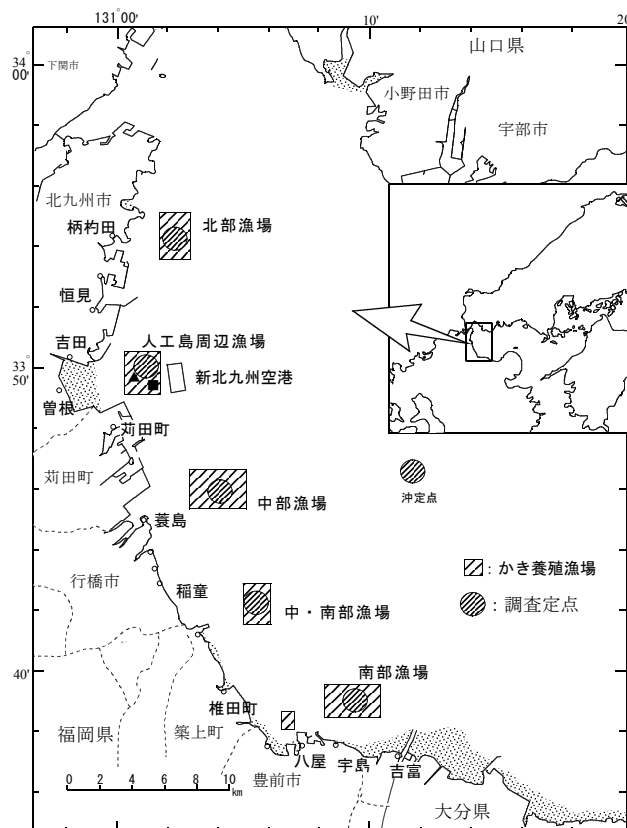 131°00'
10'
20
34°00'
下関市
山口県
小野田市
宇部市
北九州市
柄杓田
北部漁場
恒見
吉田
人工島周辺漁場
33°50'
新北九州空港
曽根
苅田町
苅田町
沖定点
中部漁場
蓑島
:かき養殖漁場
行橋市
稲童
中・南部漁場
:調査定点
40'
南部漁場
椎田町
福岡県
築上町
八屋
宇島
吉富
0 2 4 6 8 10
km
豊前市
大分県